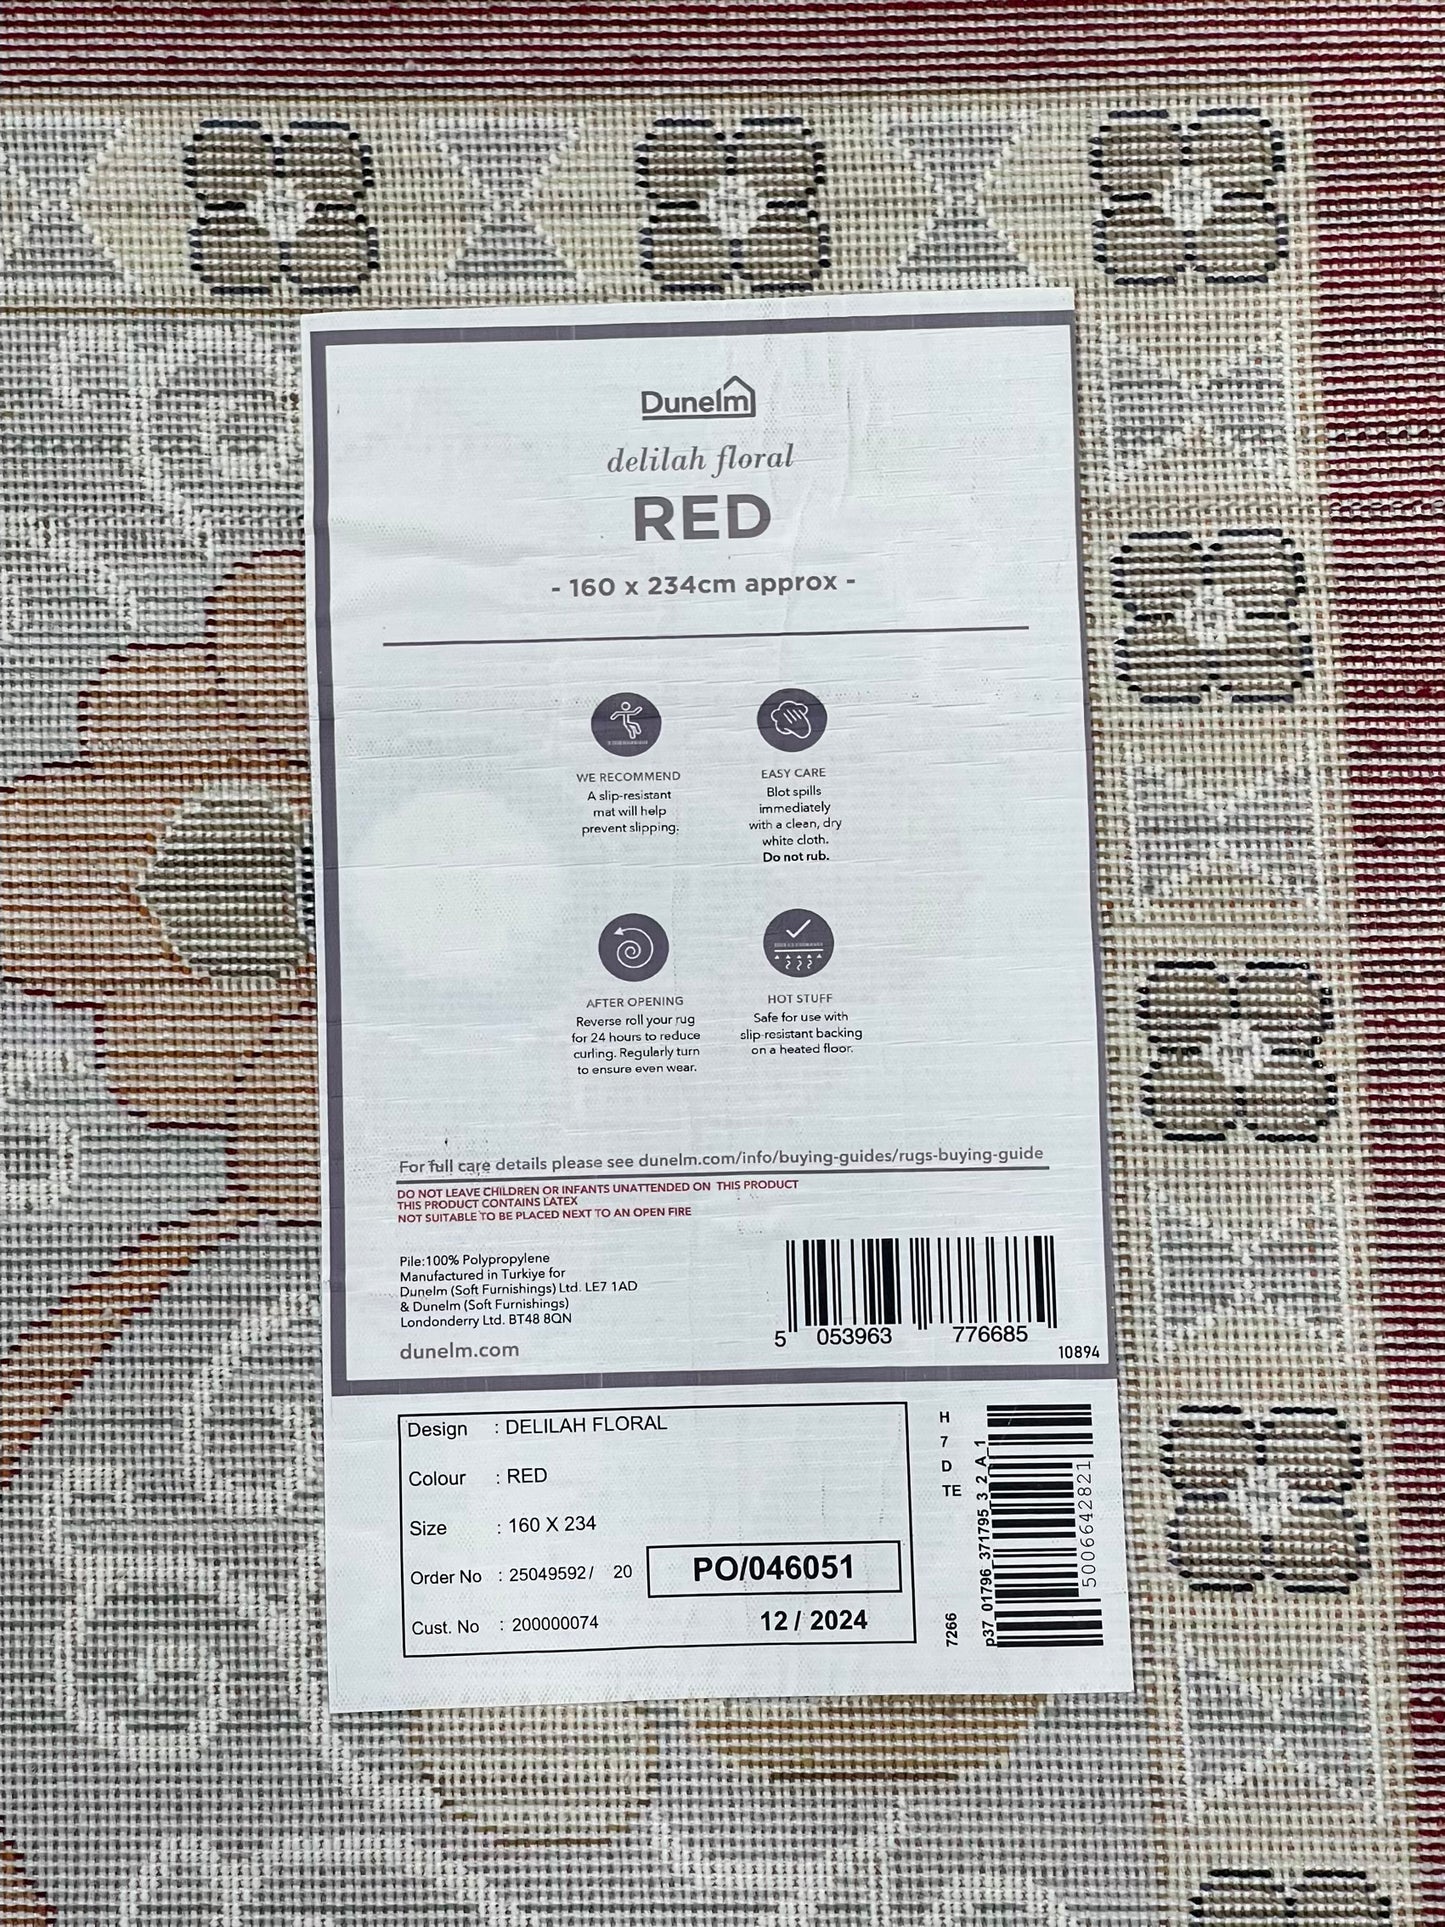 Dunelm
delilah floral
RED
- 160 x 234cm approx -
WE RECOMMEND
A slip-resistant
mat will help
prevent slipping.
EASY CARE
Blot spills
immediately
with a clean, dry
white cloth.
Do not rub.
AFTER OPENING
Reverse roll your rug
for 24 hours to reduce
curling. Regularly turn
to ensure even wear.
HOT STUFF
Safe for use with
slip-resistant backing
on a heated floor.
For full care details please see dunelm.com/info/buying-guides/rugs-buying-guide
DO NOT LEAVE CHILDREN OR INFANTS UNATTENDED ON THIS PRODUCT
THIS PRODUCT CONTAINS LATEX
NOT SUITABLE TO BE PLACED NEXT TO AN OPEN FIRE
Pile:100% Polypropylene
Manufactured in Turkiye for
Dunelm (Soft Furnishings) Ltd. LE7 1AD
& Dunelm (Soft Furnishings)
Londonderry Ltd. BT48 8QN
dunelm.com
5 053963 776685
10894
Design : DELILAH FLORAL
Colour : RED
Size : 160 X 234
Order No : 25049592/ 20
PO/046051
Cust. No : 200000074
12 / 2024
H
7
D
TE
7266
p37_01796_371795_3_2_A_1
5006642821